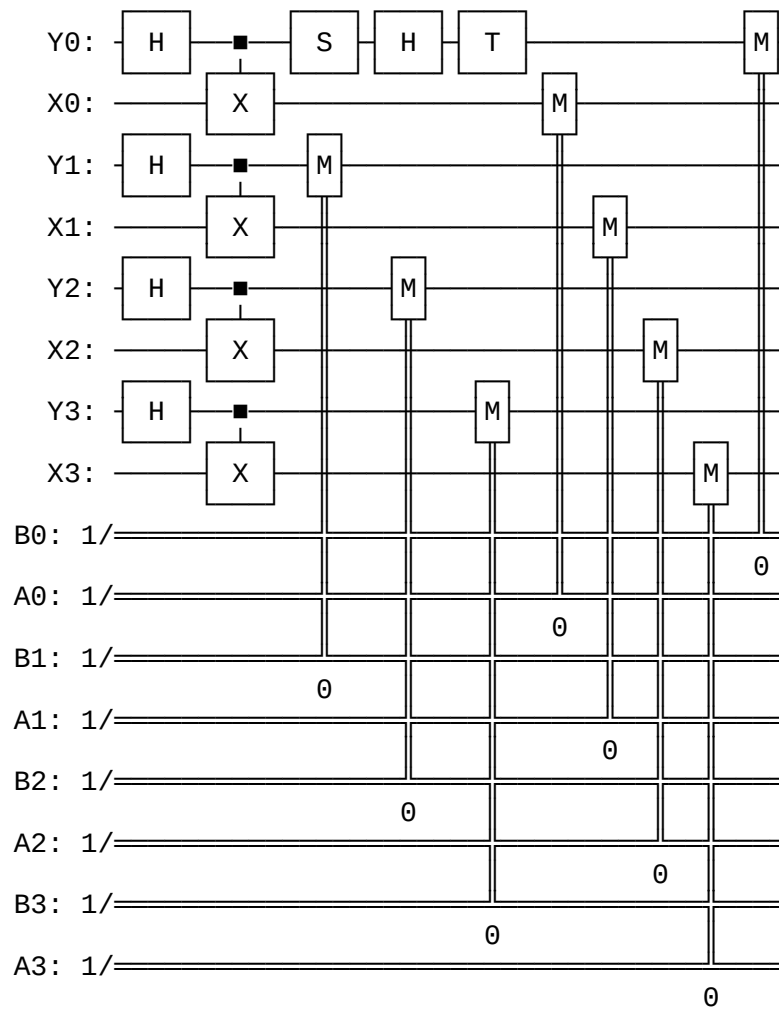 Y0: H S H T M
X0: X M
Y1: H M
X1: X M
Y2: H M
X2: X M
Y3: H M
X3: X M
B0: 1/
0
A0: 1/
0
B1: 1/
0
A1: 1/
0
B2: 1/
0
A2: 1/
0
B3: 1/
0
A3: 1/
0